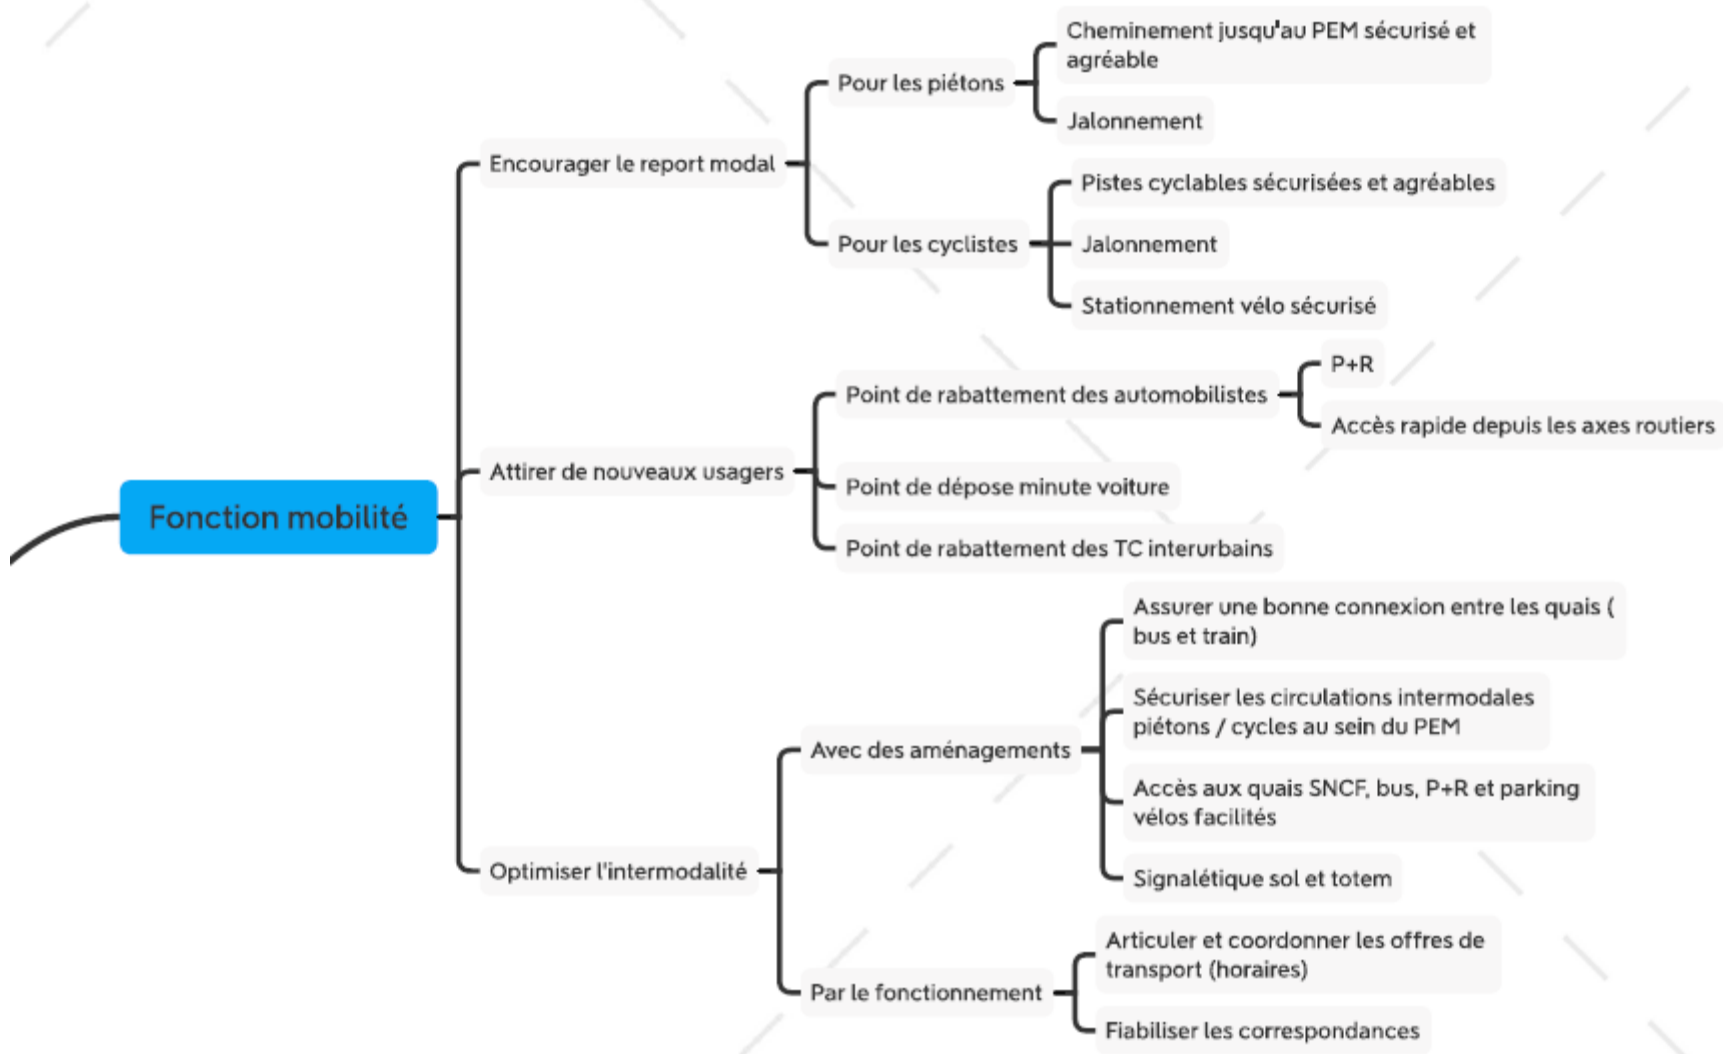 Fonction mobilité
Encourager le report modal
Pour les piétons
Cheminement jusqu'au PEM sécurisé et
agréable
Jalonnement
Pour les cyclistes
Pistes cyclables sécurisées et agréables
Jalonnement
Stationnement vélo sécurisé
Attirer de nouveaux usagers
Point de rabattement des automobilistes
P+R
Accès rapide depuis les axes routiers
Point de dépose minute voiture
Point de rabattement des TC interurbains
Optimiser l'intermodalité
Avec des aménagements
Assurer une bonne connexion entre les quais (
bus et train)
Sécuriser les circulations intermodales
piétons / cycles au sein du PEM
Accès aux quais SNCF, bus, P+R et parking
vélos facilités
Signalétique sol et totem
Par le fonctionnement
Articuler et coordonner les offres de
transport (horaires)
Fiabiliser les correspondances